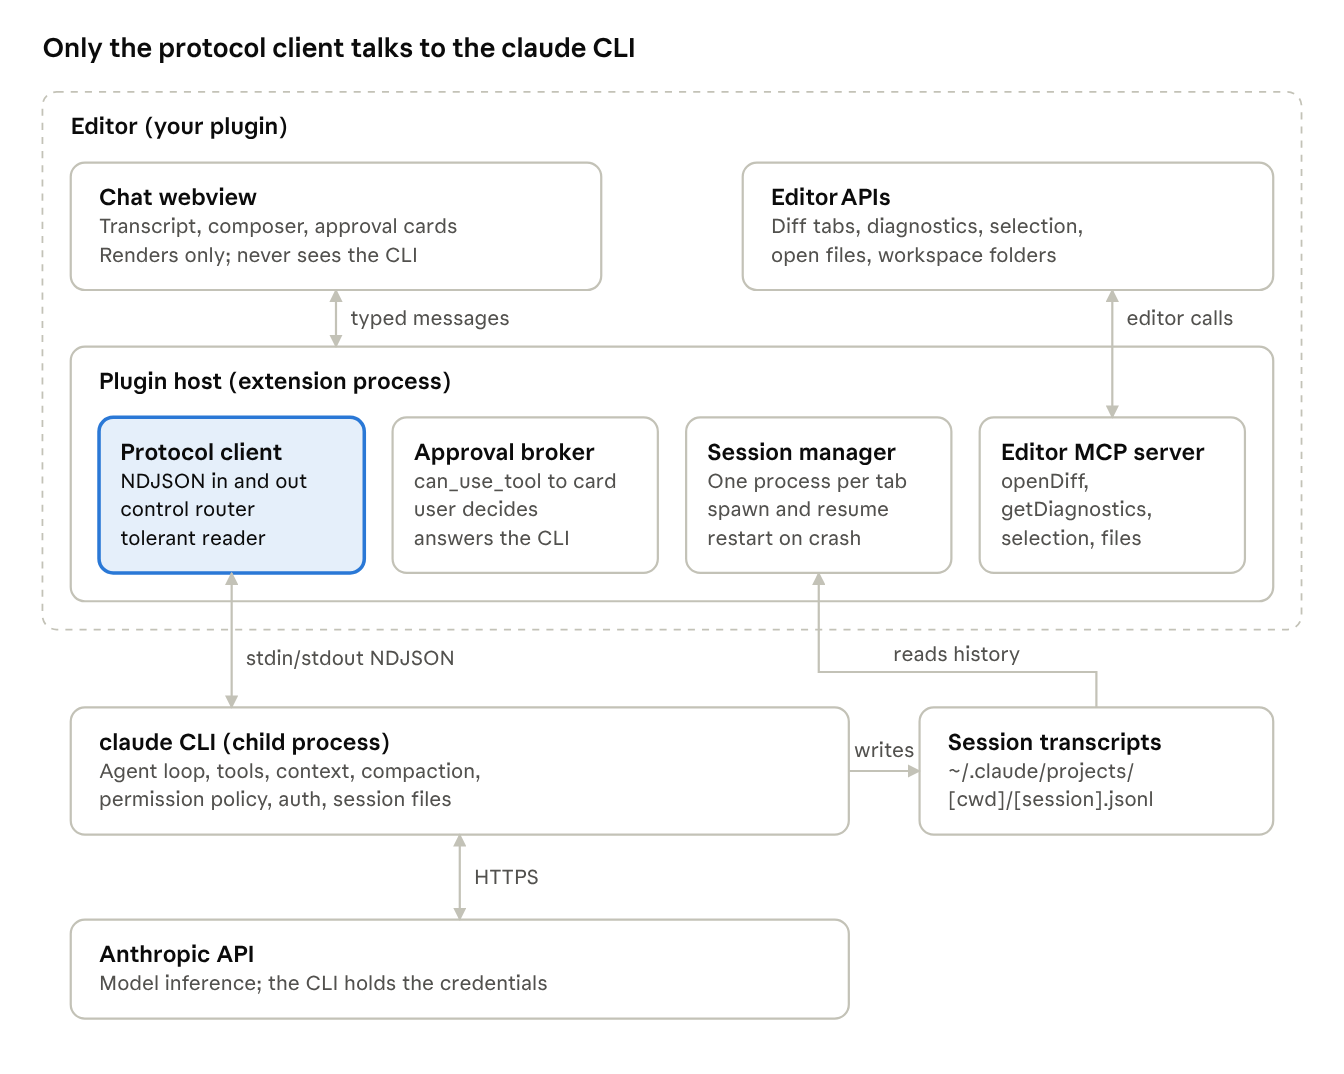 Only the protocol client talks to the claude CLI
Editor (your plugin)
Chat webview
Transcript, composer, approval cards
Renders only; never sees the CLI
Editor APIs
Diff tabs, diagnostics, selection,
open files, workspace folders
typed messages
editor calls
Plugin host (extension process)
Protocol client
NDJSON in and out
control router
tolerant reader
Approval broker
can_use_tool to card
user decides
answers the CLI
Session manager
One process per tab
spawn and resume
restart on crash
Editor MCP server
openDiff,
getDiagnostics,
selection, files
stdin/stdout NDJSON
reads history
claude CLI (child process)
Agent loop, tools, context, compaction,
permission policy, auth, session files
writes
Session transcripts
~/.claude/projects/
[cwd]/[session].jsonl
HTTPS
Anthropic API
Model inference; the CLI holds the credentials